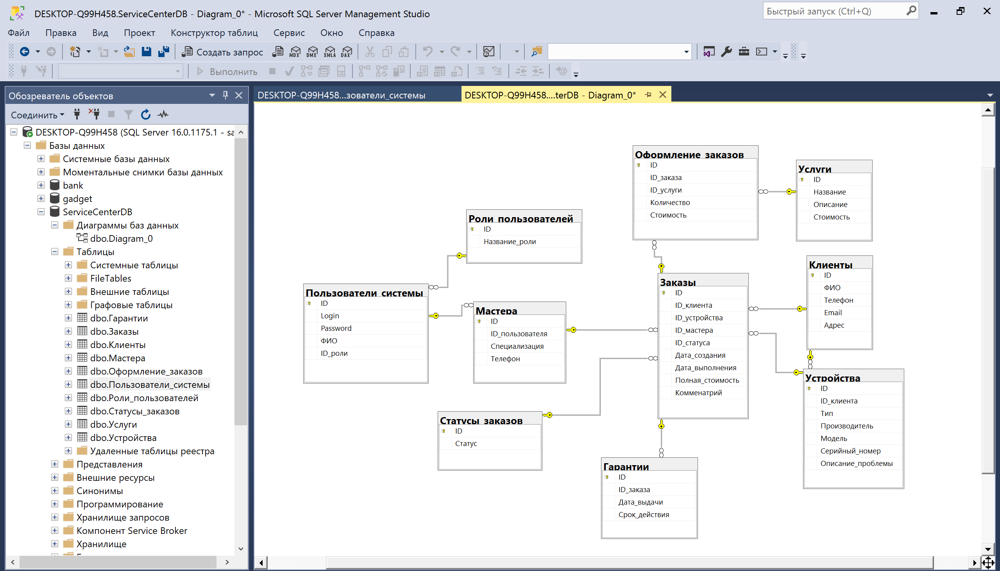 DESKTOP-Q99H458.ServiceCenterDB - Diagram_0* - Microsoft SQL Server Management Studio
Быстрый запуск (Ctrl+Q)
Файл Правка Вид Проект Конструктор таблиц Сервис Окно Справка
Создать запрос MDX DMX XMLA DAX
Выполнить
Обозреватель объектов
Соединить
DESKTOP-Q99H458 (SQL Server 16.0.1175.1 - sa
Базы данных
Системные базы данных
Моментальные снимки базы данных
bank
gadget
ServiceCenterDB
Диаграммы баз данных
dbo.Diagram_0
Таблицы
Системные таблицы
FileTables
Внешние таблицы
Графовые таблицы
dbo.Гарантии
dbo.Заказы
dbo.Клиенты
dbo.Мастера
dbo.Оформление_заказов
dbo.Пользователи_системы
dbo.Роли_пользователей
dbo.Статусы_заказов
dbo.Услуги
dbo.Устройства
Удаленные таблицы реестра
Представления
Внешние ресурсы
Синонимы
Программирование
Хранилище запросов
Компонент Service Broker
Хранилище
DESKTOP-Q99H458...зователи_системы
DESKTOP-Q99H458....terDB - Diagram_0*
Оформление_заказов
ID
ID_заказа
ID_услуги
Количество
Стоимость
Услуги
ID
Название
Описание
Стоимость
Роли_пользователей
ID
Название_роли
Клиенты
ID
ФИО
Телефон
Email
Адрес
Пользователи_системы
ID
Login
Password
ФИО
ID_роли
Мастера
ID
ID_пользователя
Специализация
Телефон
Заказы
ID
ID_клиента
ID_устройства
ID_мастера
ID_статуса
Дата_создания
Дата_выполнения
Полная_стоимость
Комменатрий
Устройства
ID
ID_клиента
Тип
Производитель
Модель
Серийный_номер
Описание_проблемы
Статусы_заказов
ID
Статус
Гарантии
ID
ID_заказа
Дата_выдачи
Срок_действия